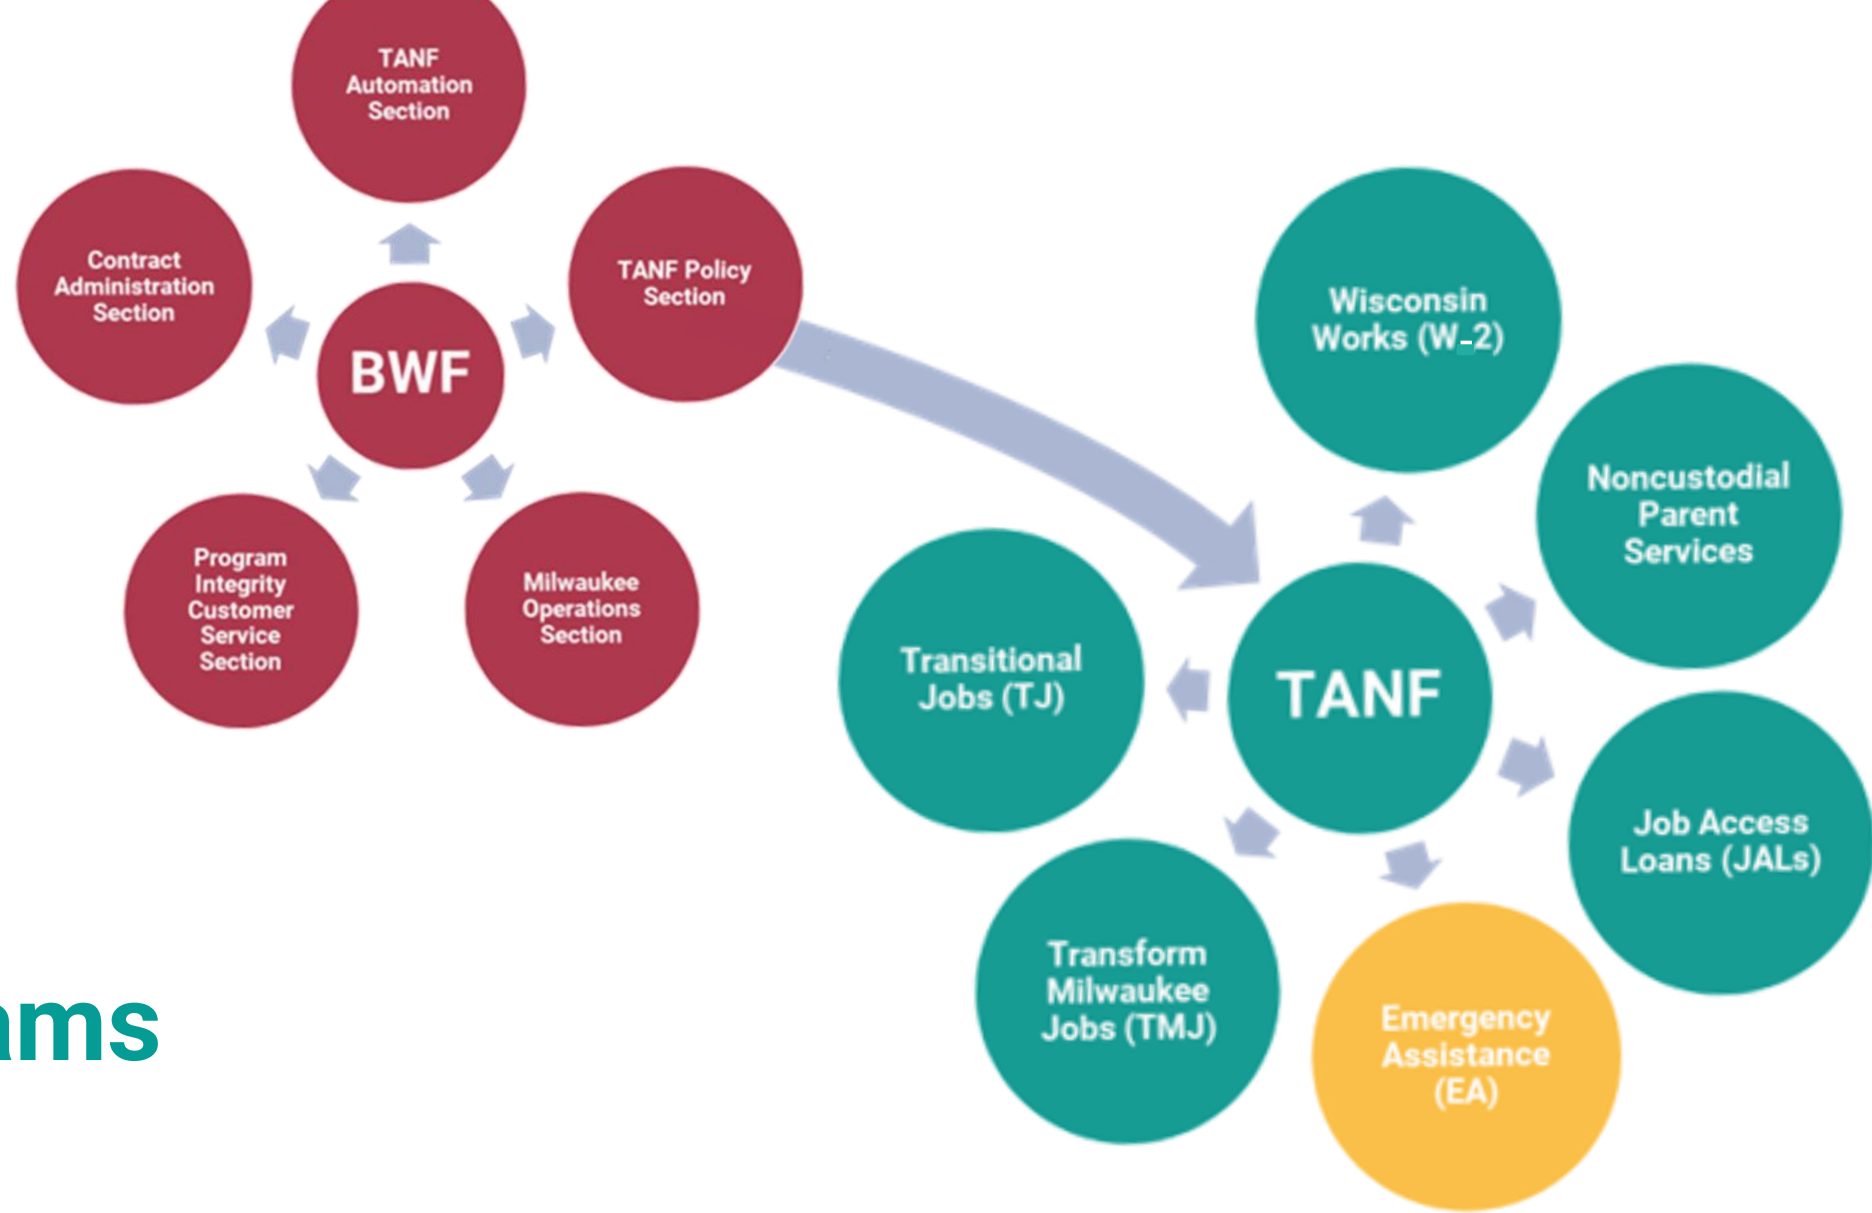 TANF
Automation
Section
Contract
Administration
Section
BWF
TANF Policy
Section
Program
Integrity
Customer
Service
Section
Milwaukee
Operations
Section
Wisconsin
Works (W-2)
Noncustodial
Parent
Services
Transitional
Jobs (TJ)
TANF
Job Access
Loans (JALs)
Transform
Milwaukee
Jobs (TMJ)
Emergency
Assistance
(EA)